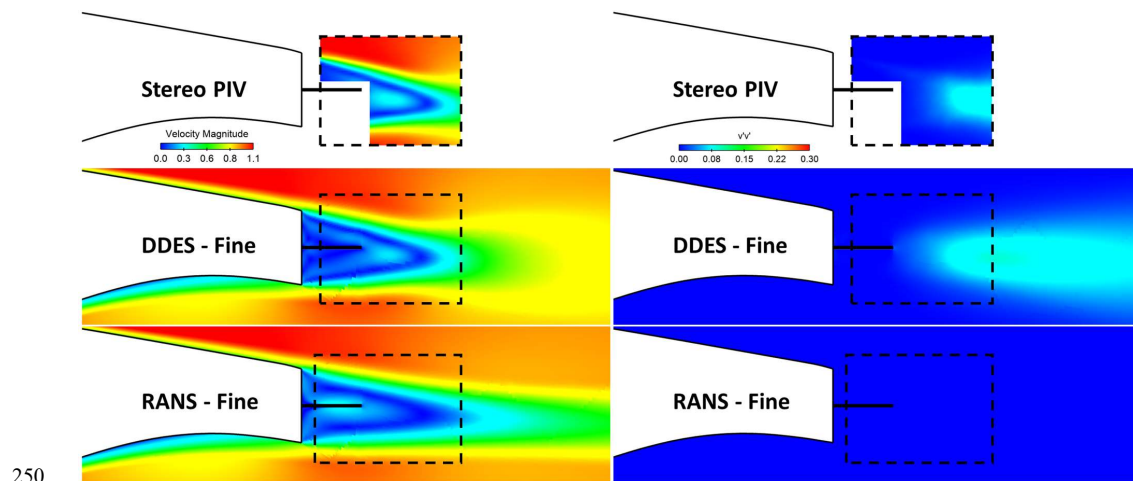 Stereo PIV
Velocity Magnitude
0.0 0.3 0.6 0.8 1.1
Stereo PIV
v'v'
0.00 0.08 0.15 0.22 0.30
DDES - Fine
DDES - Fine
RANS - Fine
RANS - Fine
250